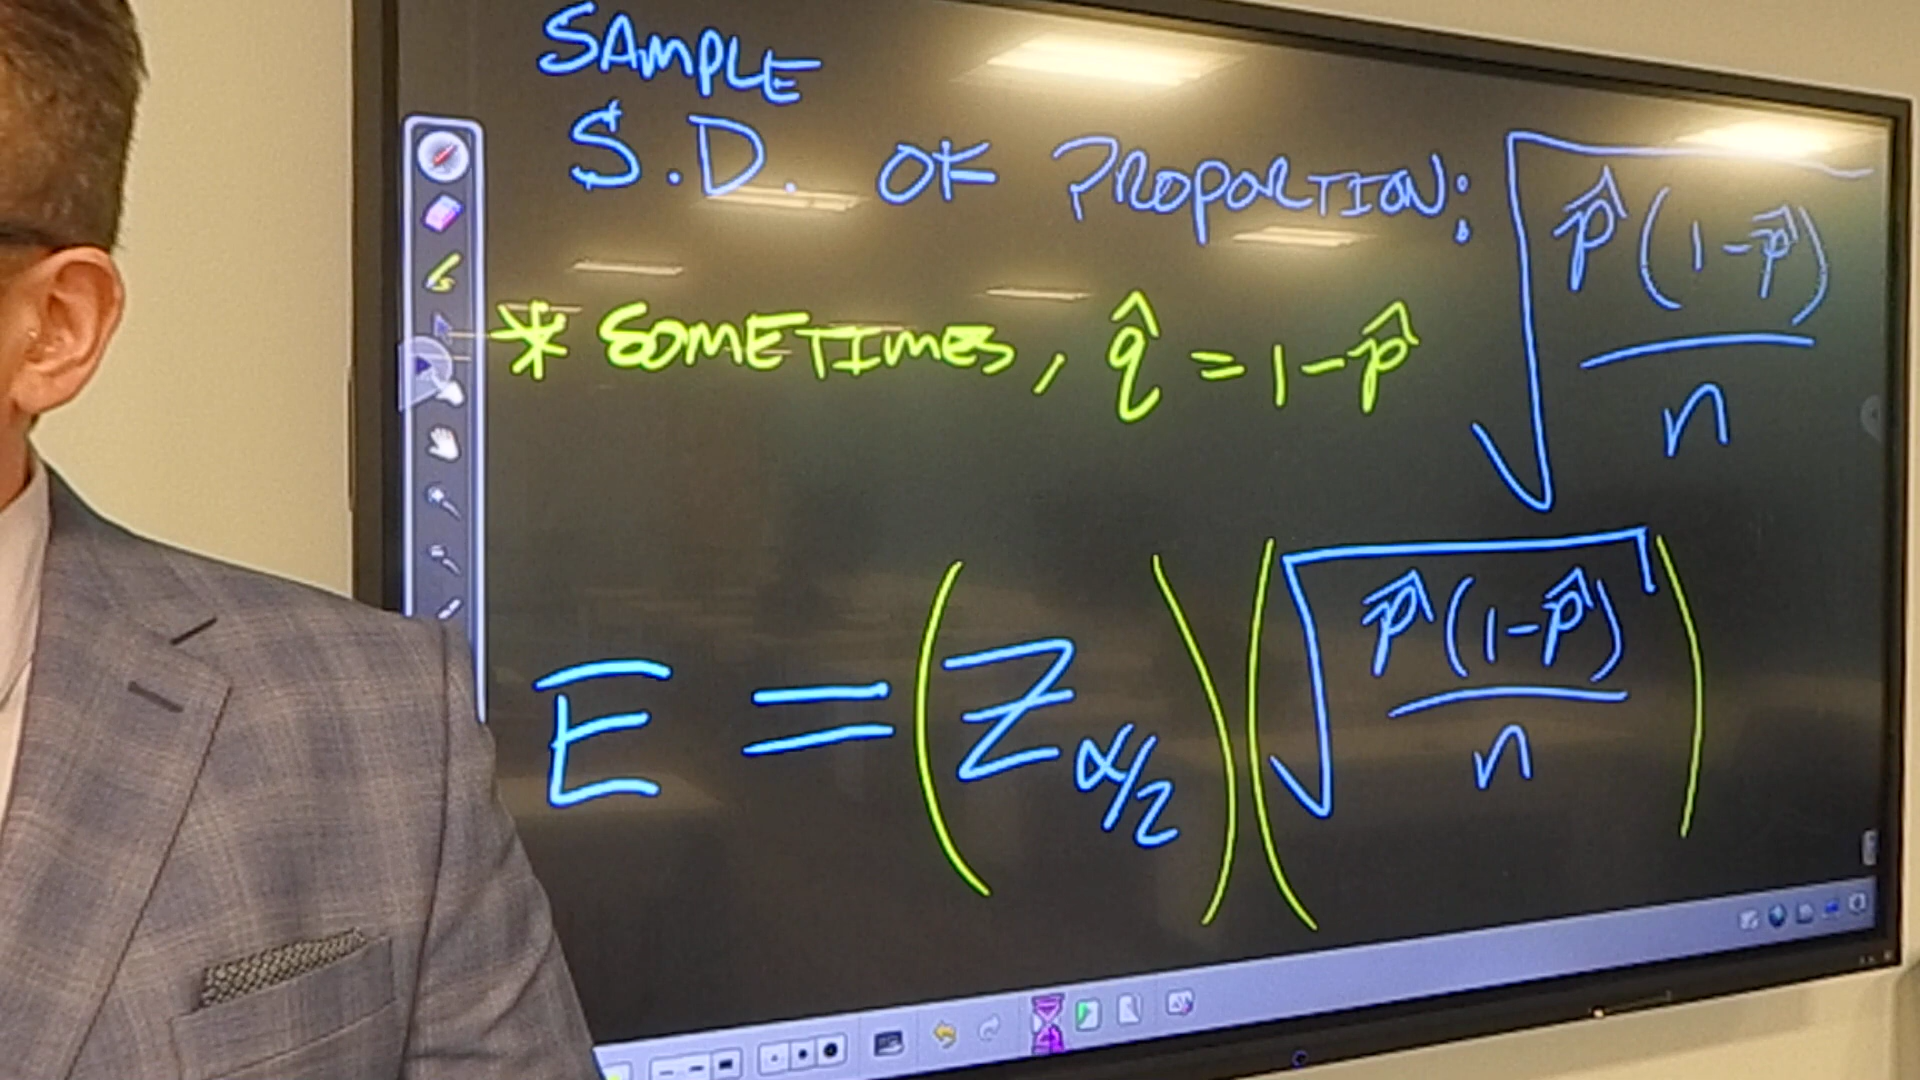 SAMPLE
S.D. OF PROPORTION: √(p̂(1-p̂)/n)
* SOMETIMES, q̂ = 1-p̂
E = (Z α/2)(√(p̂(1-p̂)/n))